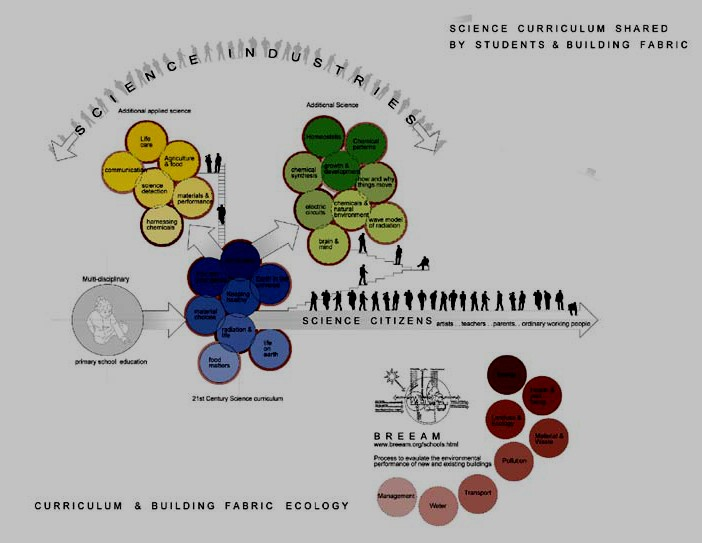 SCIENCE CURRICULUM SHARED
BY STUDENTS & BUILDING FABRIC
SCIENCE INDUSTRIES
Additional applied science
Additional Science
Life
care
communication
Agriculture
& food
science
detection
materials &
performance
harnessing
chemicals
Homeostasis
Chemical
patterns
chemical
synthesis
growth &
development
how and why
things move
electric
circuits
chemicals &
natural
environment
wave model
of radiation
brain &
mind
Multi-disciplinary
primary school education
keeping
healthy
material
choices
radiation &
life
life
on
earth
food
matters
21st Century Science curriculum
SCIENCE CITIZENS artists . . teachers . . parents. . ordinary working people
BREEAM
www.breeam.org/schools.html
Process to evaulate the environmental
performance of new and existing buildings
Ecology
Material &
Waste
Pollution
Transport
Water
Management
CURRICULUM & BUILDING FABRIC ECOLOGY